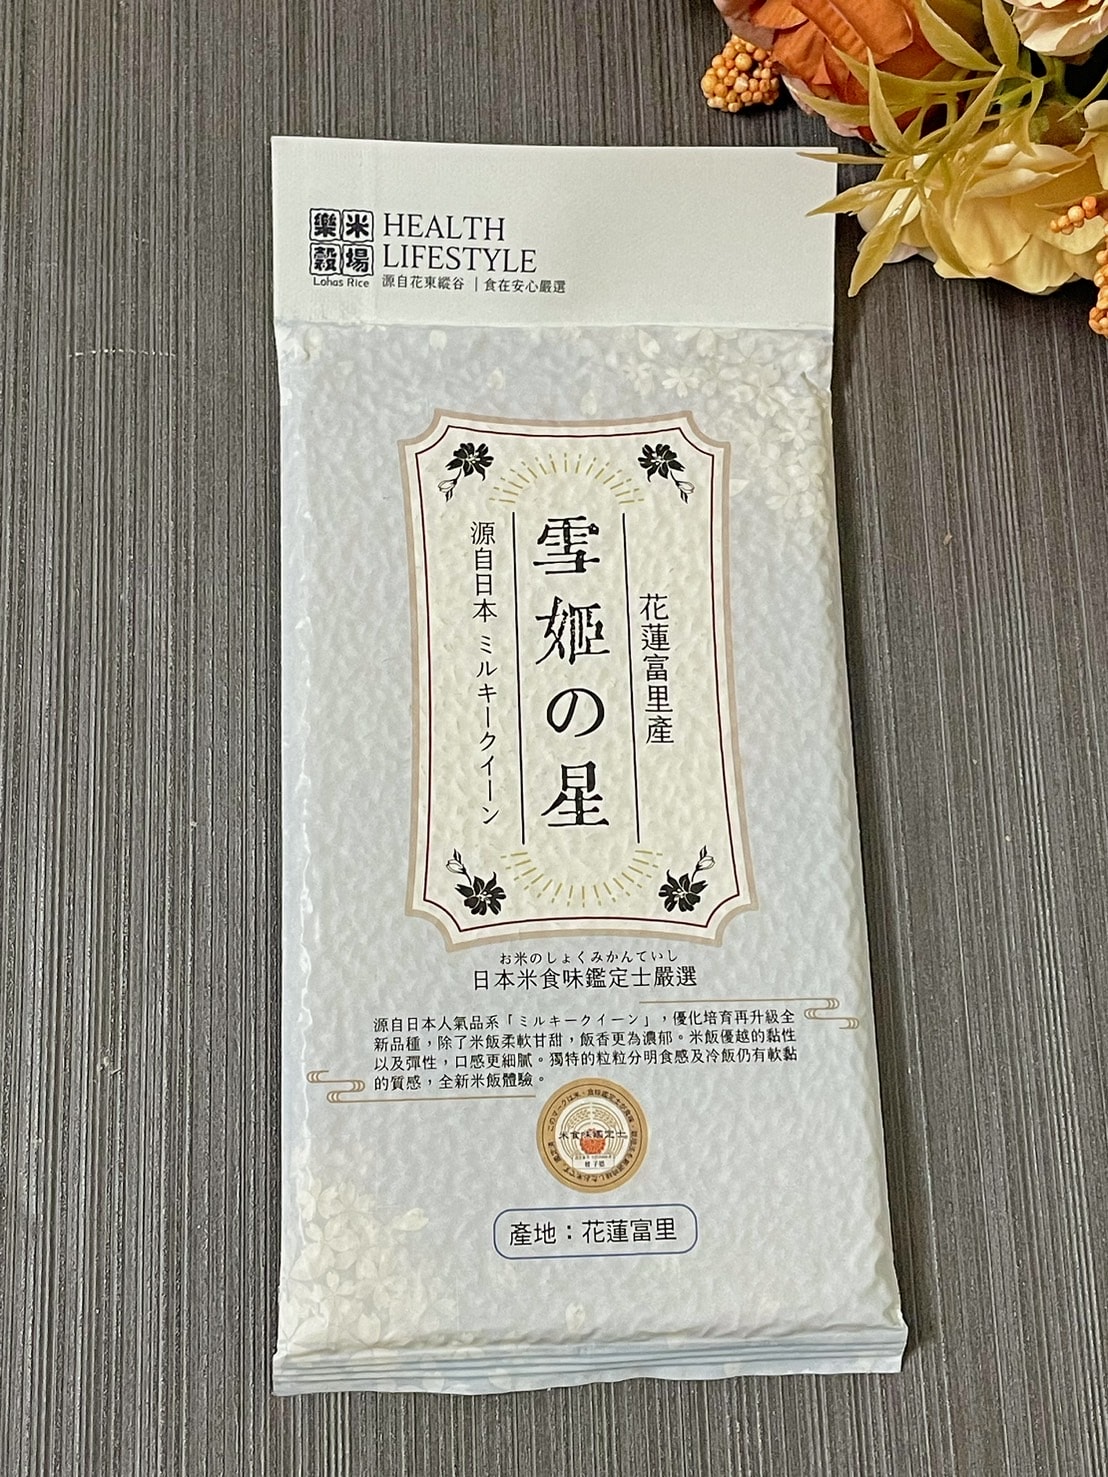 樂米穀場
Lohas Rice
HEALTH
LIFESTYLE
源自花東縱谷｜食在安心嚴選
花蓮富里產
雪姬の星
源自日本 ミルキークイーン
お米のしょくみかんていし
日本米食味鑑定士嚴選
源自日本人氣品系「ミルキークイーン」，優化培育再升級全
新品種，除了米飯柔軟甘甜，飯香更為濃郁。米飯優越的黏性
以及彈性，口感更細膩。獨特的粒粒分明食感及冷飯仍有軟黏
的質感，全新米飯體驗。
米食味鑑定士
產地：花蓮富里